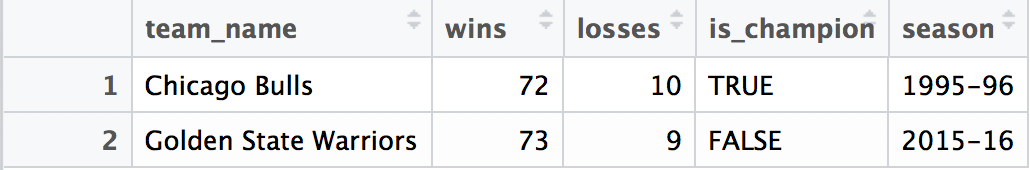 team_name wins losses is_champion season
1 Chicago Bulls 72 10 TRUE 1995-96
2 Golden State Warriors 73 9 FALSE 2015-16